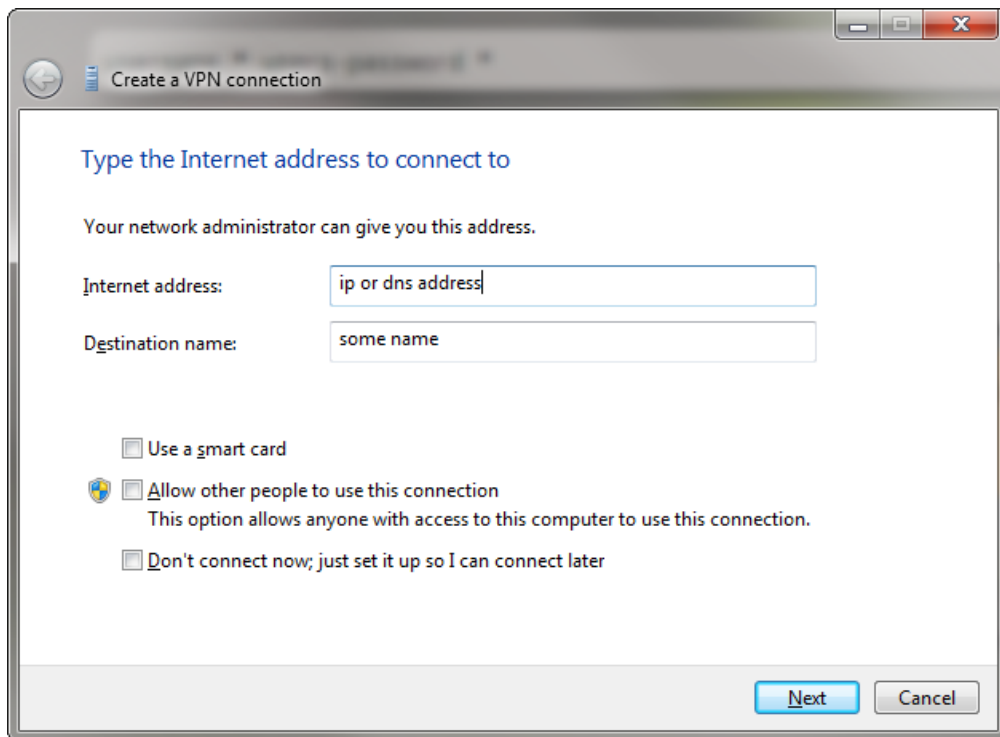 Create a VPN connection
Type the Internet address to connect to
Your network administrator can give you this address.
Internet address: ip or dns address
Destination name: some name
Use a smart card
Allow other people to use this connection
This option allows anyone with access to this computer to use this connection.
Don't connect now; just set it up so I can connect later
Next Cancel